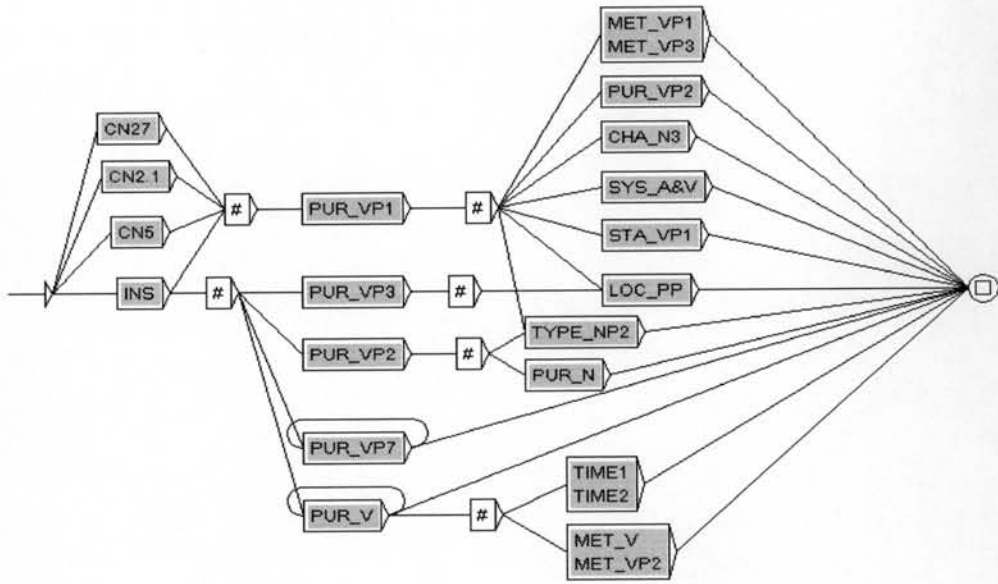 MET_VP1
MET_VP3
PUR_VP2
CN27
CHA_N3
CN2.1
SYS_A&V
# PUR_VP1 #
CN5
STA_VP1
INS # PUR_VP3 # LOC_PP
TYPE_NP2
PUR_VP2 #
PUR_N
PUR_VP7
TIME1
TIME2
PUR_V #
MET_V
MET_VP2